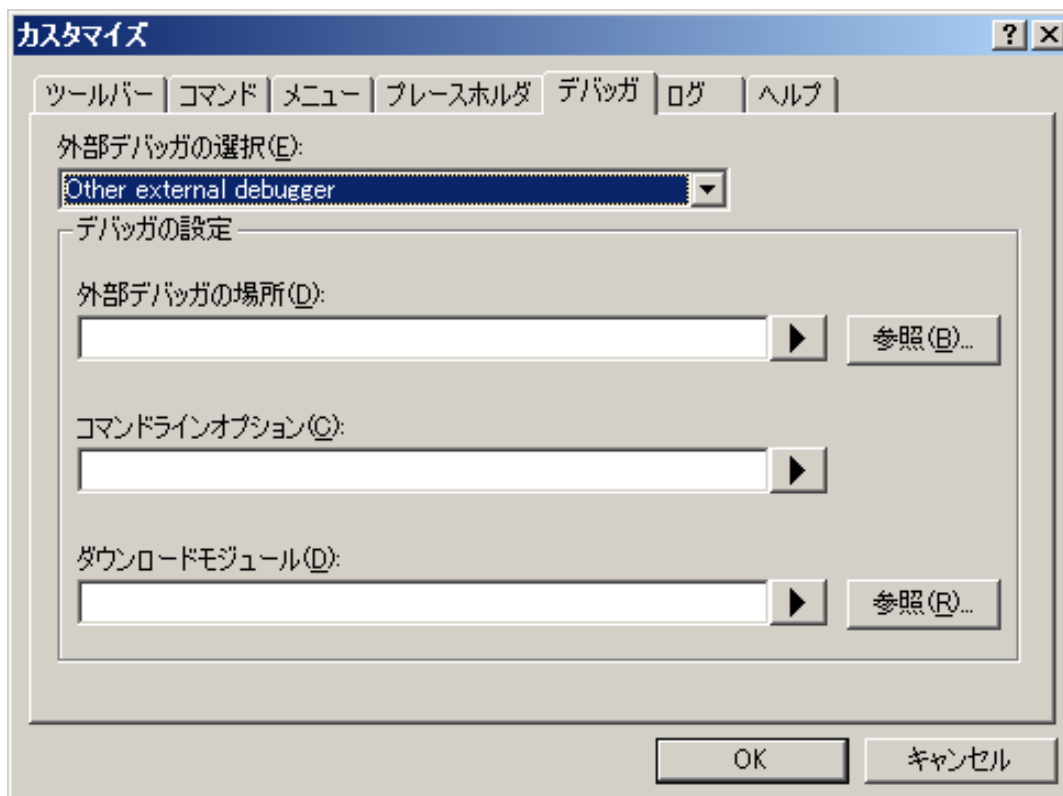 カスタマイズ
ツールバー コマンド メニュー プレースホルダ デバッガ ログ ヘルプ
外部デバッガの選択(E):
Other external debugger
デバッガの設定
外部デバッガの場所(D):
参照(B)...
コマンドラインオプション(C):
ダウンロードモジュール(D):
参照(R)...
OK キャンセル